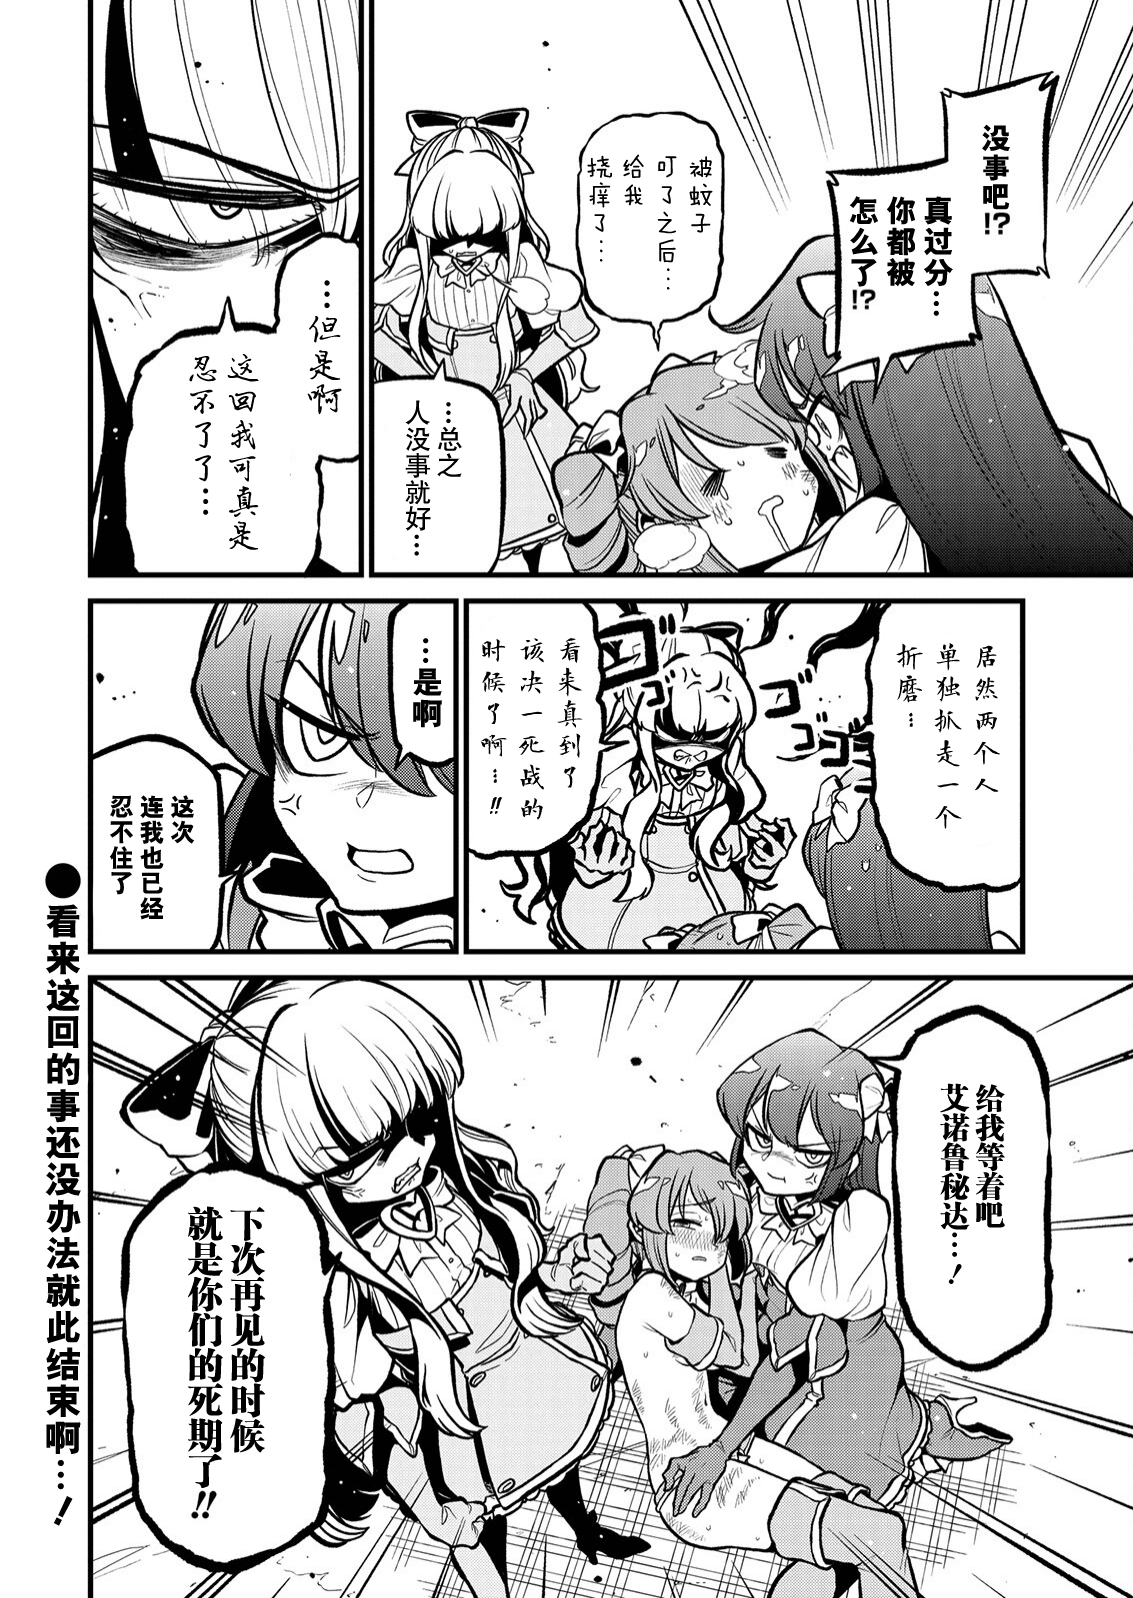 没事吧!?
真过分…
你都被
怎么了!?
被蚊子
叮了之后…
给我
挠痒了…
…总之
人没事就好…
…但是啊
这回我可真是
忍不了了…
居然两个人
单独抓走一个
折磨…
ゴゴゴ
ゴゴゴ
看来真到了
该决一死战的
时候了啊…!!
…是啊
这次
连我也已经
忍不住了
给我等着吧
艾诺鲁秘达…!
下次再见的时候
就是你们的死期了!!
●看来这回的事还没办法就此结束啊…!